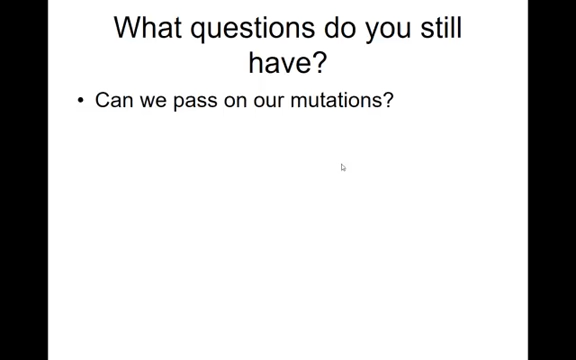 What questions do you still
have?
• Can we pass on our mutations?